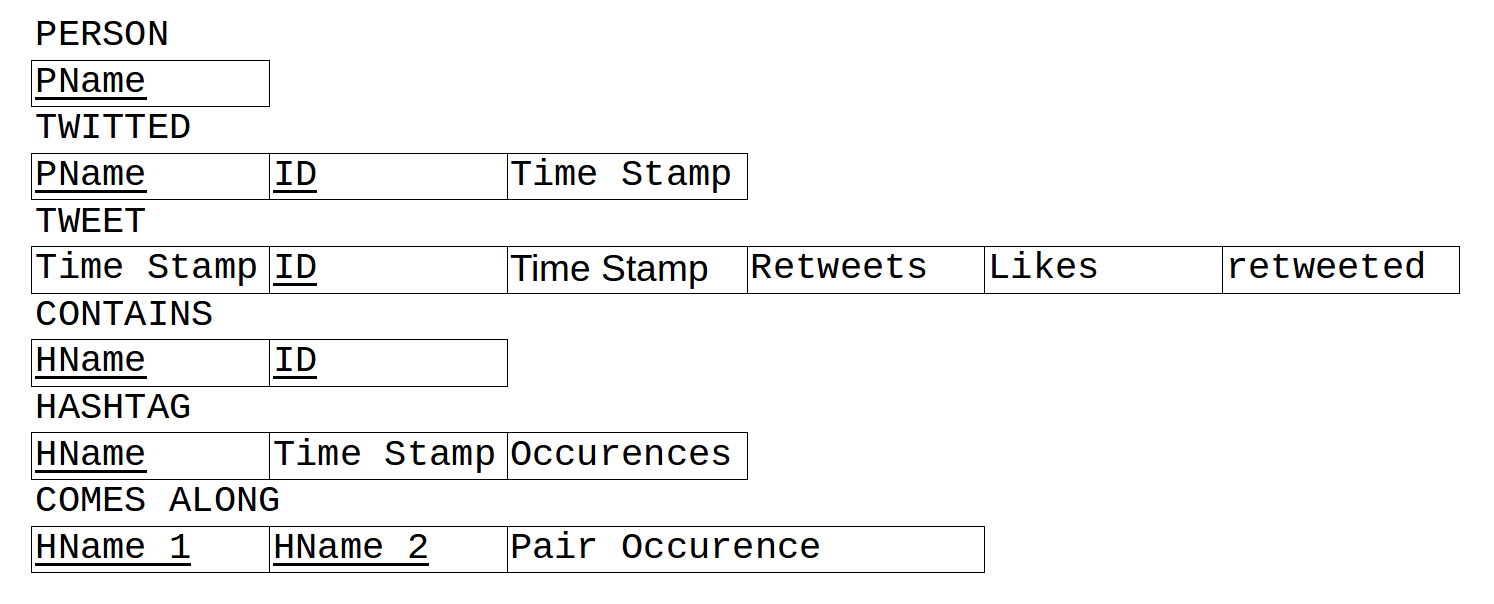 PERSON
PName
TWITTED
PName ID Time Stamp
TWEET
Time Stamp ID Time Stamp Retweets Likes retweeted
CONTAINS
HName ID
HASHTAG
HName Time Stamp Occurences
COMES ALONG
HName 1 HName 2 Pair Occurence